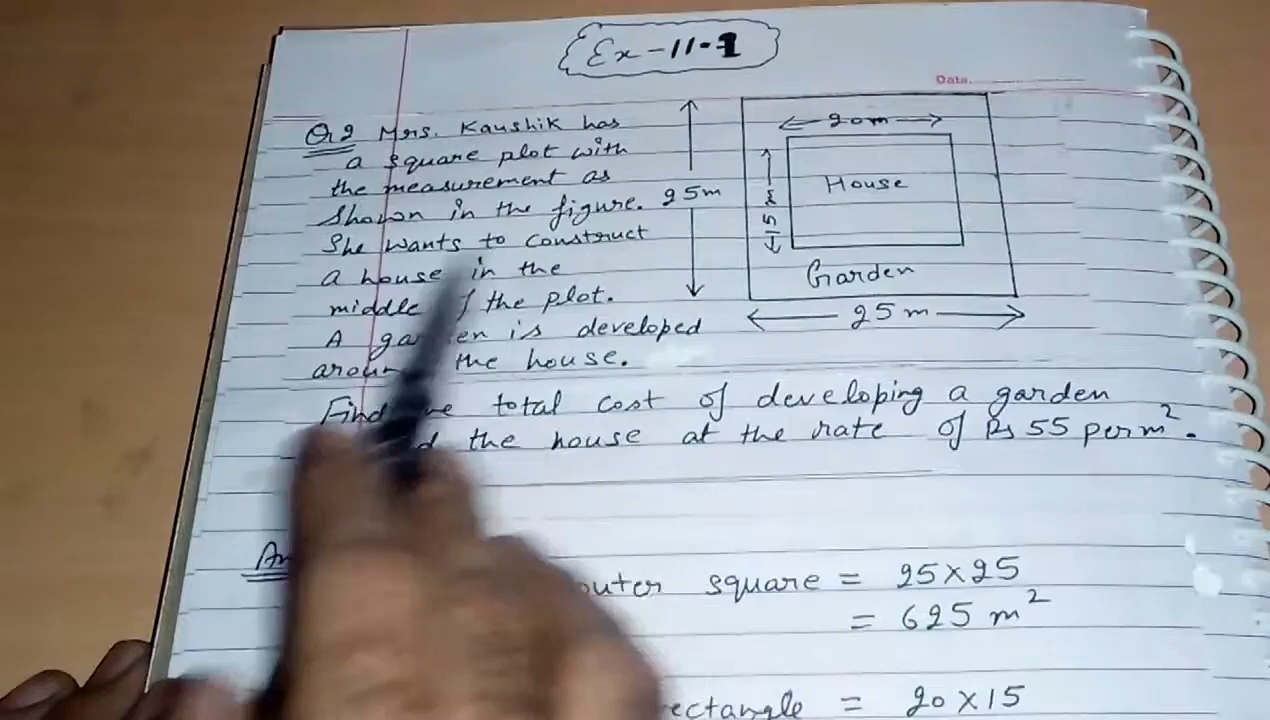 Ex-11.1
Date.
Q2 Mrs. Kaushik has
a square plot with
the measurement as
shown in the figure.
She wants to construct
a house in the
middle the plot.
A is developed
the house.
Find total cost of developing a garden
the house at the rate of Rs 55 per m².
25m
20m
15m
House
Garden
25m
outer square = 25×25
= 625 m²
= 20×15